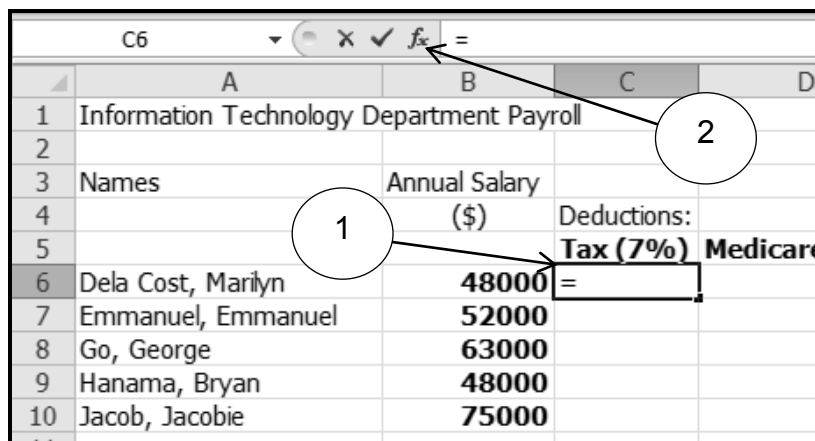 C6 fx =
A B C D
1 Information Technology Department Payroll
2
3 Names Annual Salary
4 ($) Deductions:
5 Tax (7%) Medicare
6 Dela Cost, Marilyn 48000 =
7 Emmanuel, Emmanuel 52000
8 Go, George 63000
9 Hanama, Bryan 48000
10 Jacob, Jacobie 75000
1
2